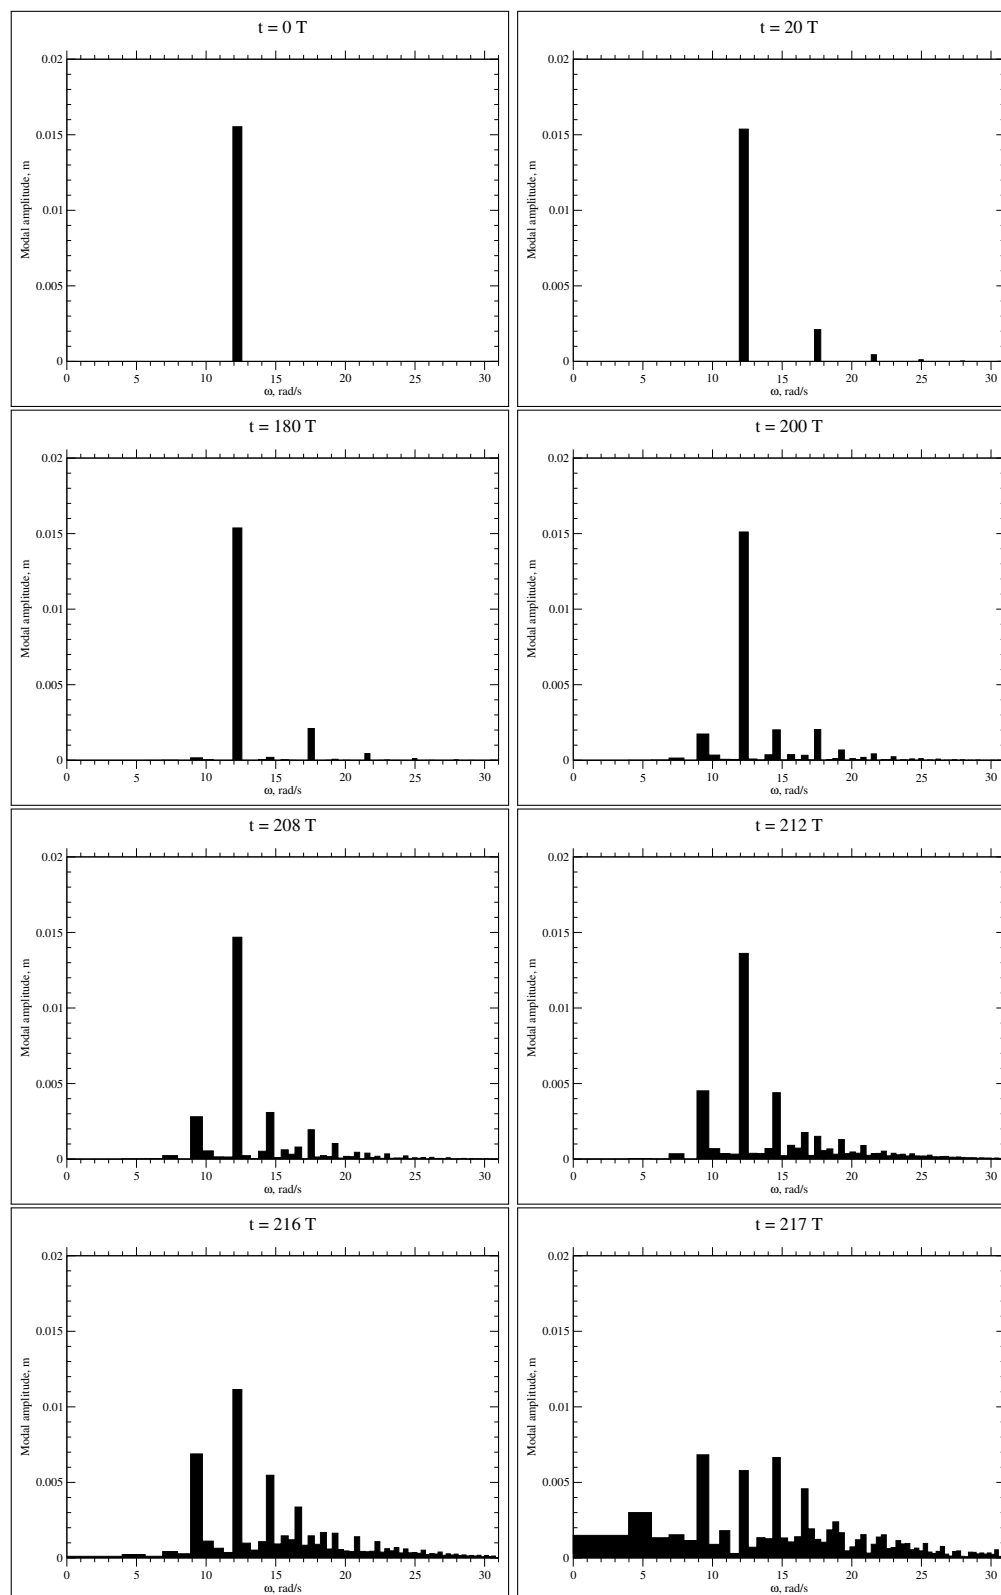 t = 0 T
0.02
0.015
0.01
0.005
0
Modal amplitude, m
0 5 10 15 20 25 30
ω, rad/s
t = 20 T
0.02
0.015
0.01
0.005
0
Modal amplitude, m
0 5 10 15 20 25 30
ω, rad/s
t = 180 T
0.02
0.015
0.01
0.005
0
Modal amplitude, m
0 5 10 15 20 25 30
ω, rad/s
t = 200 T
0.02
0.015
0.01
0.005
0
Modal amplitude, m
0 5 10 15 20 25 30
ω, rad/s
t = 208 T
0.02
0.015
0.01
0.005
0
Modal amplitude, m
0 5 10 15 20 25 30
ω, rad/s
t = 212 T
0.02
0.015
0.01
0.005
0
Modal amplitude, m
0 5 10 15 20 25 30
ω, rad/s
t = 216 T
0.02
0.015
0.01
0.005
0
Modal amplitude, m
0 5 10 15 20 25 30
ω, rad/s
t = 217 T
0.02
0.015
0.01
0.005
0
Modal amplitude, m
0 5 10 15 20 25 30
ω, rad/s